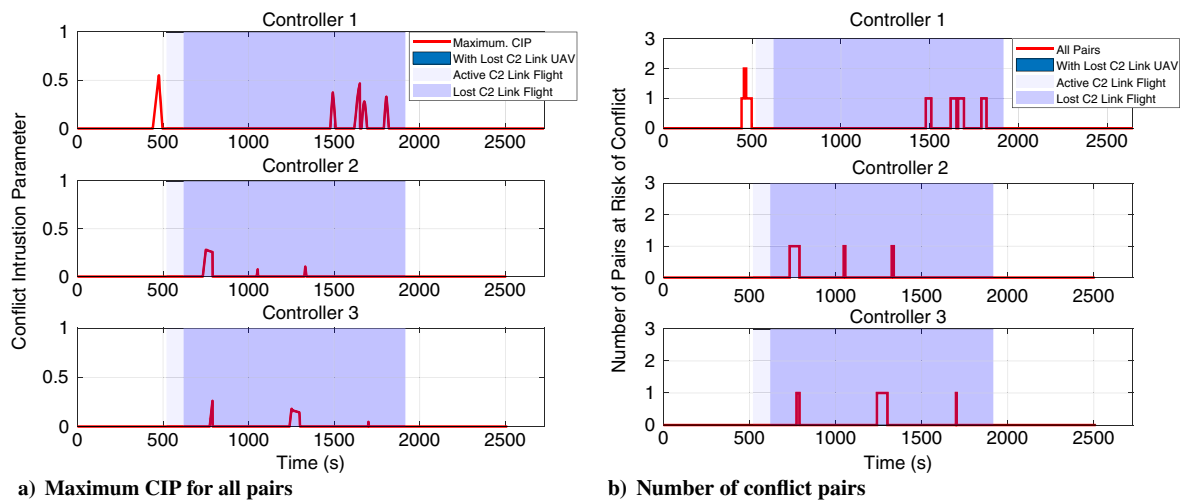 Controller 1
1
0.5
0
0 500 1000 1500 2000 2500
Maximum. CIP
With Lost C2 Link UAV
Active C2 Link Flight
Lost C2 Link Flight
Controller 2
1
0.5
0
0 500 1000 1500 2000 2500
Controller 3
1
0.5
0
0 500 1000 1500 2000 2500
Conflict Intrustion Parameter
Time (s)
a) Maximum CIP for all pairs
Controller 1
3
2
1
0
0 500 1000 1500 2000 2500
All Pairs
With Lost C2 Link UAV
Active C2 Link Flight
Lost C2 Link Flight
Controller 2
3
2
1
0
0 500 1000 1500 2000 2500
Controller 3
3
2
1
0
0 500 1000 1500 2000 2500
Number of Pairs at Risk of Conflict
Time (s)
b) Number of conflict pairs